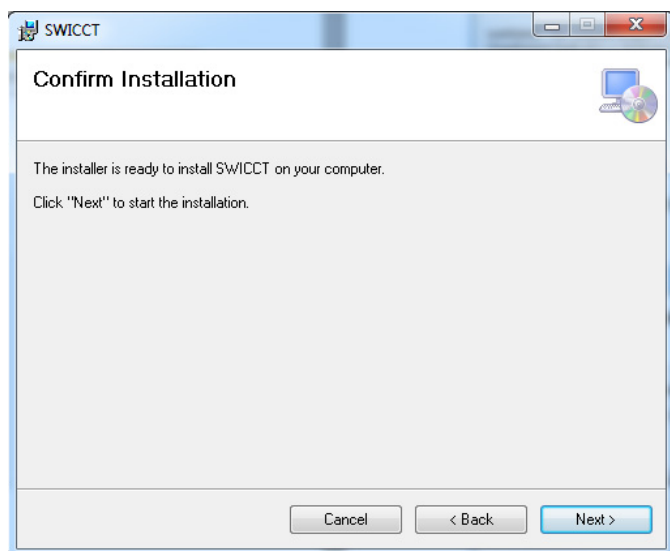 SWICCT
Confirm Installation
The installer is ready to install SWICCT on your computer.
Click "Next" to start the installation.
Cancel
< Back
Next >